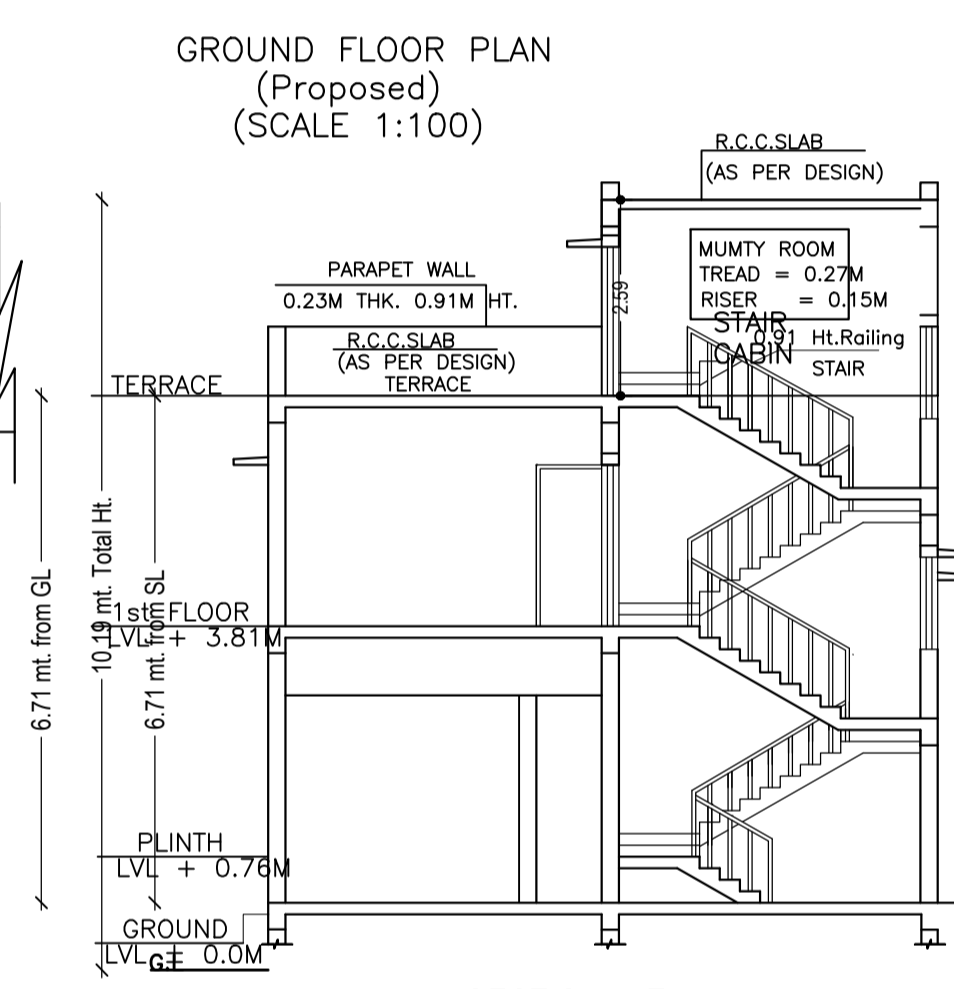 GROUND FLOOR PLAN
(Proposed)
(SCALE 1:100)
R.C.C.SLAB
(AS PER DESIGN)
MUMTY ROOM
TREAD = 0.27M
RISER = 0.15M
STAIR
CABIN
0.91 Ht.Railing
STAIR
2.59
PARAPET WALL
0.23M THK. 0.91M HT.
R.C.C.SLAB
(AS PER DESIGN)
TERRACE
TERRACE
1st FLOOR
LVL + 3.81M
6.71 mt. from GL
10.19 mt. Total Ht.
6.71 mt. from SL
PLINTH
LVL + 0.76M
GROUND
LVL ± 0.0M